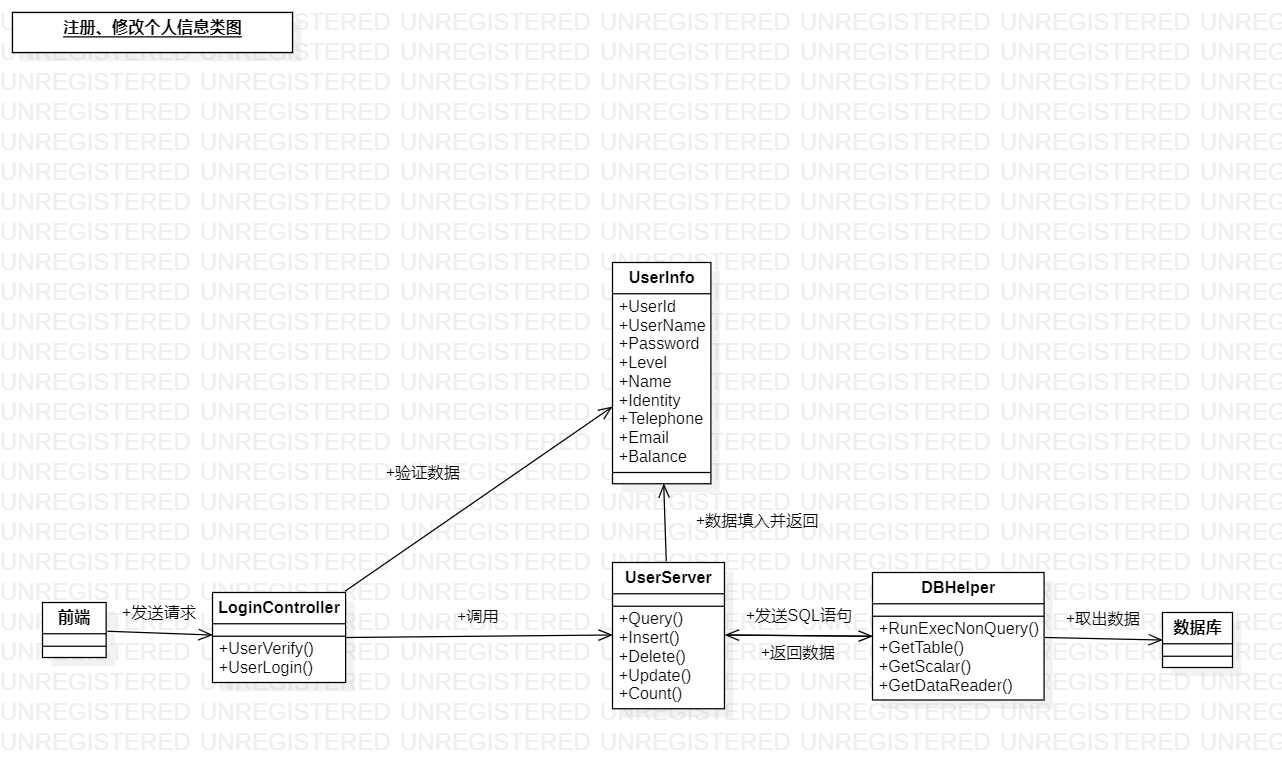 注册、修改个人信息类图
UserInfo
+UserId
+UserName
+Password
+Level
+Name
+Identity
+Telephone
+Email
+Balance
+验证数据
+数据填入并返回
前端
+发送请求
LoginController
+UserVerify()
+UserLogin()
+调用
UserServer
+Query()
+Insert()
+Delete()
+Update()
+Count()
+发送SQL语句
+返回数据
DBHelper
+RunExecNonQuery()
+GetTable()
+GetScalar()
+GetDataReader()
+取出数据
数据库
UNREGISTERED